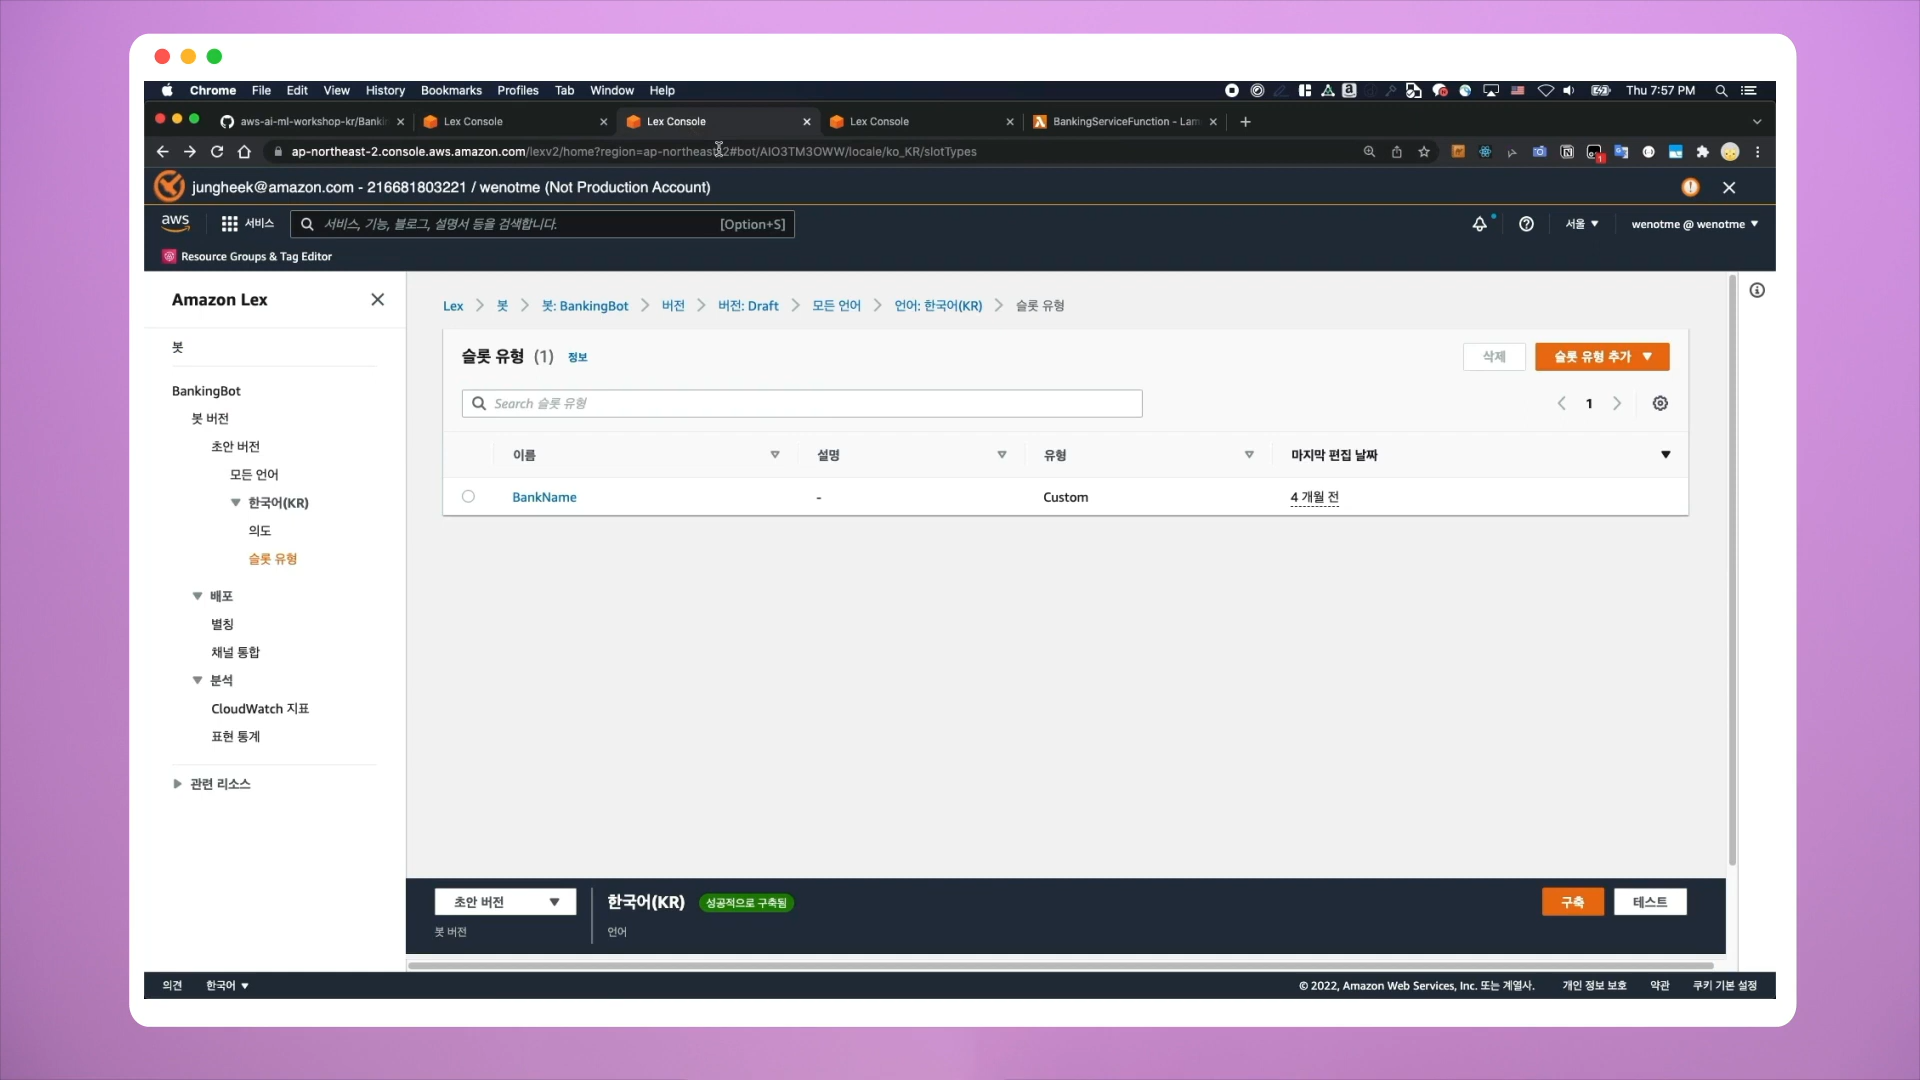 Chrome File Edit View History Bookmarks Profiles Tab Window Help Thu 7:57 PM
aws-ai-ml-workshop-kr/Bankin Lex Console Lex Console Lex Console BankingServiceFunction - Lam
ap-northeast-2.console.aws.amazon.com/lexv2/home?region=ap-northeast-2#bot/AIO3TM3OWW/locale/ko_KR/slotTypes
jungheek@amazon.com - 216681803221 / wenotme (Not Production Account)
aws 서비스 서비스, 기능, 블로그, 설명서 등을 검색합니다. [Option+S] 서울 wenotme @ wenotme
Resource Groups & Tag Editor
Amazon Lex
봇
BankingBot
봇 버전
초안 버전
모든 언어
한국어(KR)
의도
슬롯 유형
배포
별칭
채널 통합
분석
CloudWatch 지표
표현 통계
관련 리소스
Lex 봇 봇: BankingBot 버전 버전: Draft 모든 언어 언어: 한국어(KR) 슬롯 유형
슬롯 유형 (1) 정보 삭제 슬롯 유형 추가
Search 슬롯 유형 1
이름 설명 유형 마지막 편집 날짜
BankName - Custom 4 개월 전
초안 버전 한국어(KR) 성공적으로 구축됨 구축 테스트
봇 버전 언어
의견 한국어 © 2022, Amazon Web Services, Inc. 또는 계열사. 개인 정보 보호 약관 쿠키 기본 설정